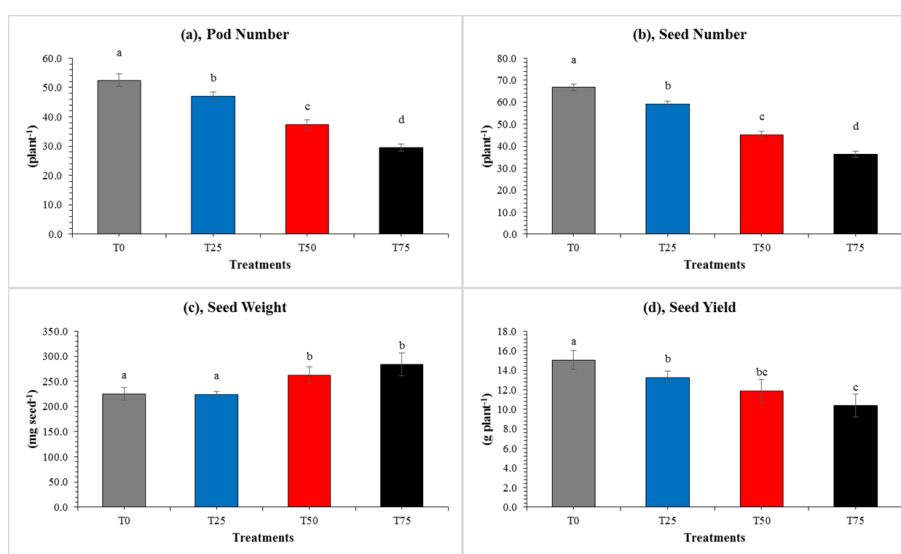 (a), Pod Number
60.0
50.0
40.0
30.0
20.0
10.0
0.0
(plant-1)
a
b
c
d
T0 T25 T50 T75
Treatments
(b), Seed Number
80.0
70.0
60.0
50.0
40.0
30.0
20.0
10.0
0.0
(plant-1)
a
b
c
d
T0 T25 T50 T75
Treatments
(c), Seed Weight
350.0
300.0
250.0
200.0
150.0
100.0
50.0
0.0
(mg seed-1)
a
a
b
b
T0 T25 T50 T75
Treatments
(d), Seed Yield
18.0
16.0
14.0
12.0
10.0
8.0
6.0
4.0
2.0
0.0
(g plant-1)
a
b
bc
c
T0 T25 T50 T75
Treatments